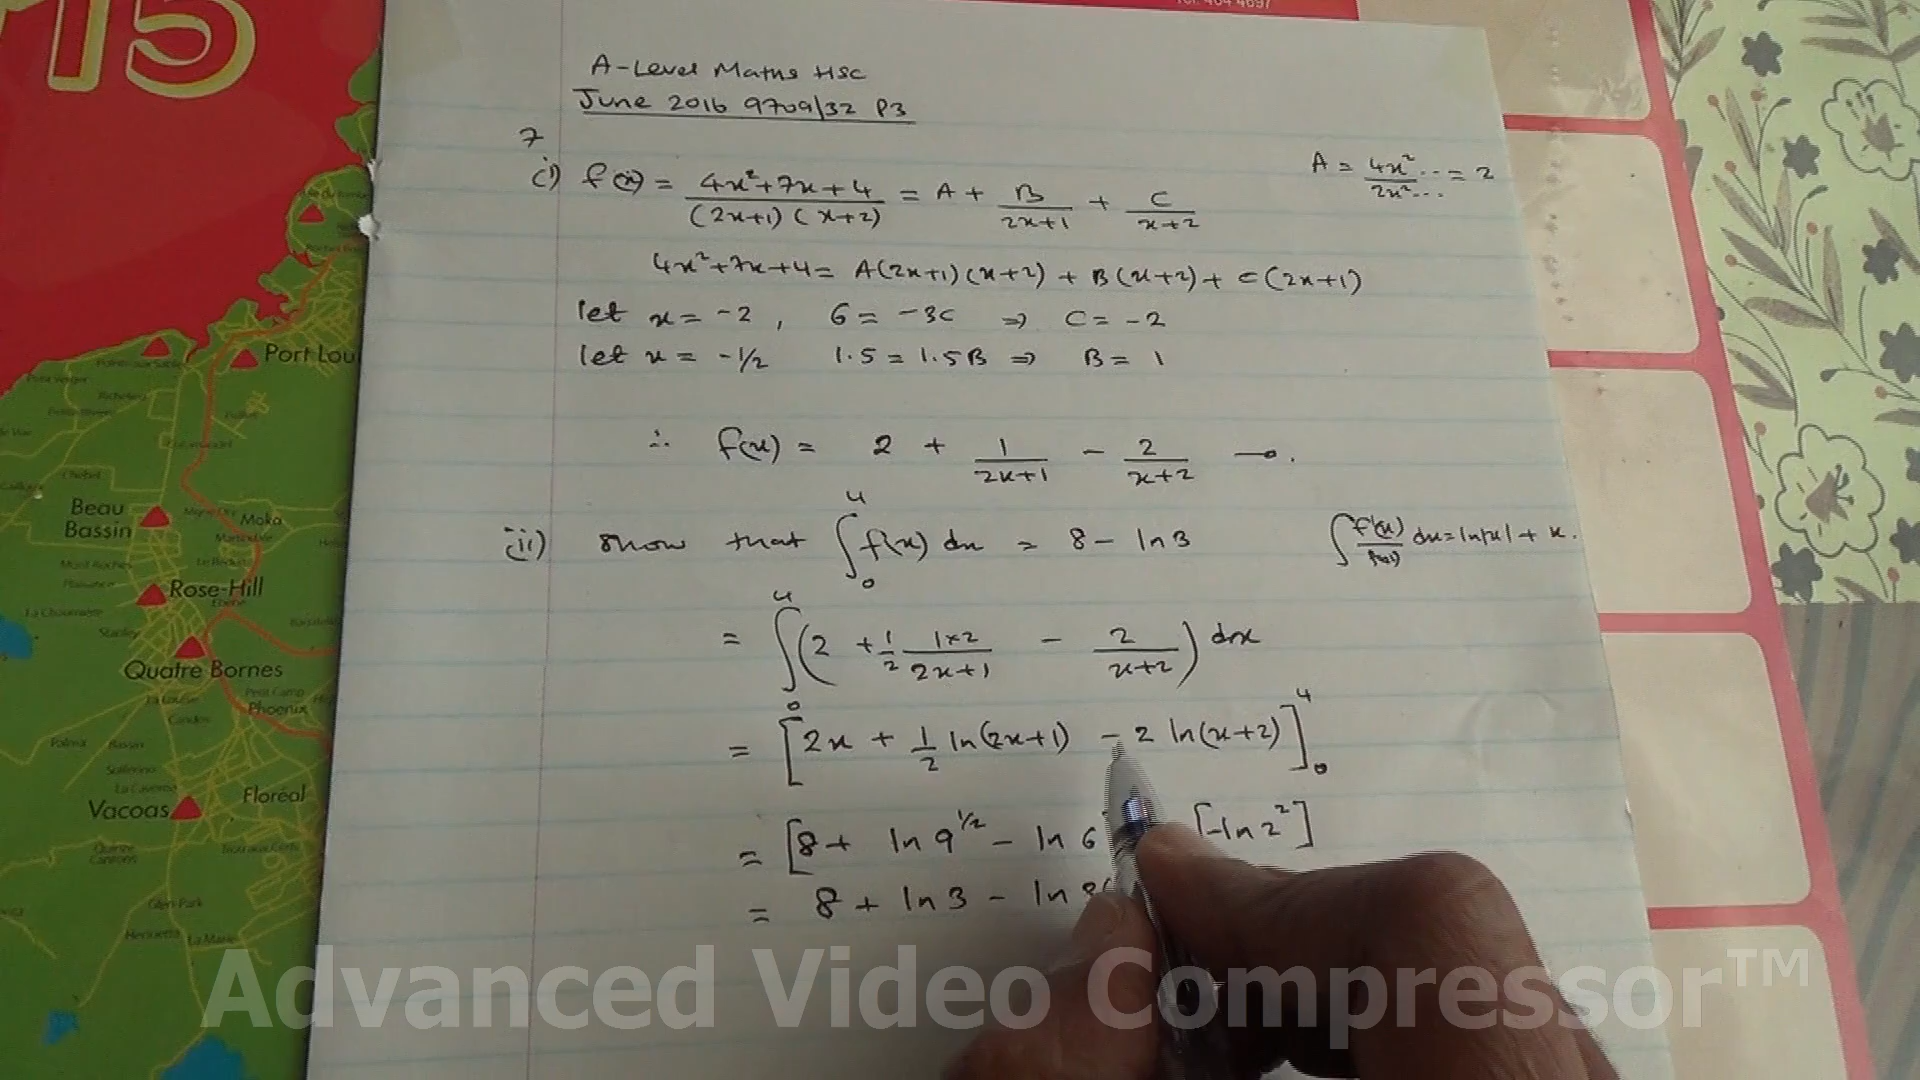 15
A-Level Maths HSC
June 2016 9709/32 P3
7
(i) f(x) = 4x²+7x+4 / (2x+1)(x+2) = A + B/2x+1 + C/x+2
A = 4x²... / 2x²... = 2
4x²+7x+4 = A(2x+1)(x+2) + B(x+2) + C(2x+1)
let x = -2 , 6 = -3C ⇒ C = -2
let x = -1/2 1.5 = 1.5B ⇒ B = 1
∴ f(x) = 2 + 1/2x+1 - 2/x+2
(ii) show that ∫₀⁴ f(x) dx = 8 - ln3
∫ f'(x)/f(x) dx = ln|x| + k.
= ∫₀⁴ (2 + 1/2 1×2/2x+1 - 2/x+2) dx
= [2x + 1/2 ln(2x+1) - 2 ln(x+2)]₀⁴
= [8 + ln 9^1/2 - ln 6 [-ln 2²]
= 8 + ln 3 - ln
Port Lou
Beau Bassin
Moka
Rose-Hill
Quatre Bornes
Phoenix
Vacoas
Floréal
Advanced Video Compressor™